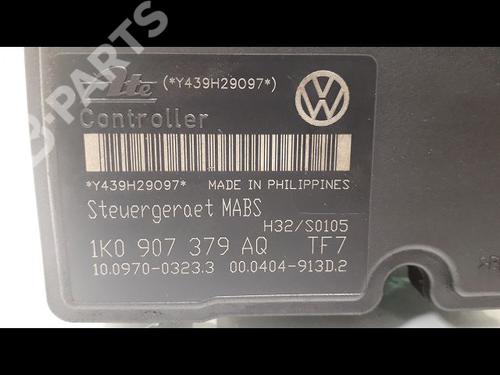 Ate (*Y439H29097*)
Controller
*Y439H29097* MADE IN PHILIPPINES
Steuergeraet MABS
H32/S0105
1K0 907 379 AQ TF7
10.0970-0323.3 00.0404-913D.2
B-PARTS